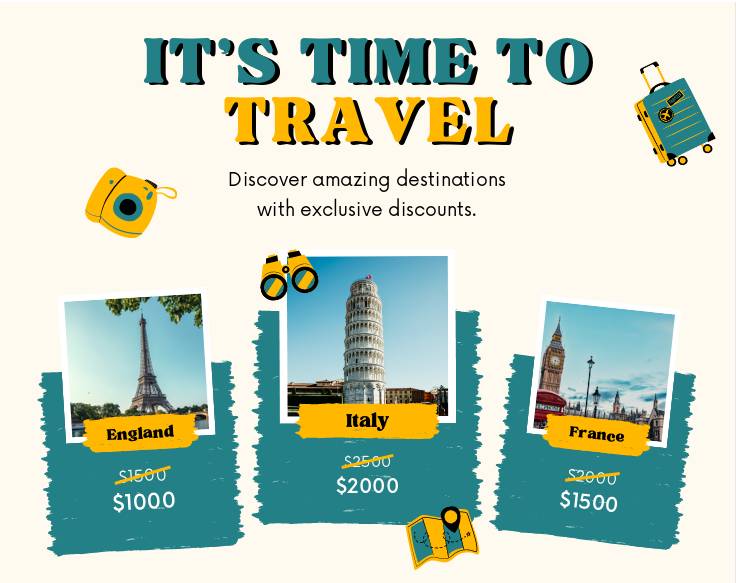 IT'S TIME TO
TRAVEL
Discover amazing destinations
with exclusive discounts.
England
$1500
$1000
Italy
$2500
$2000
France
$2000
$1500